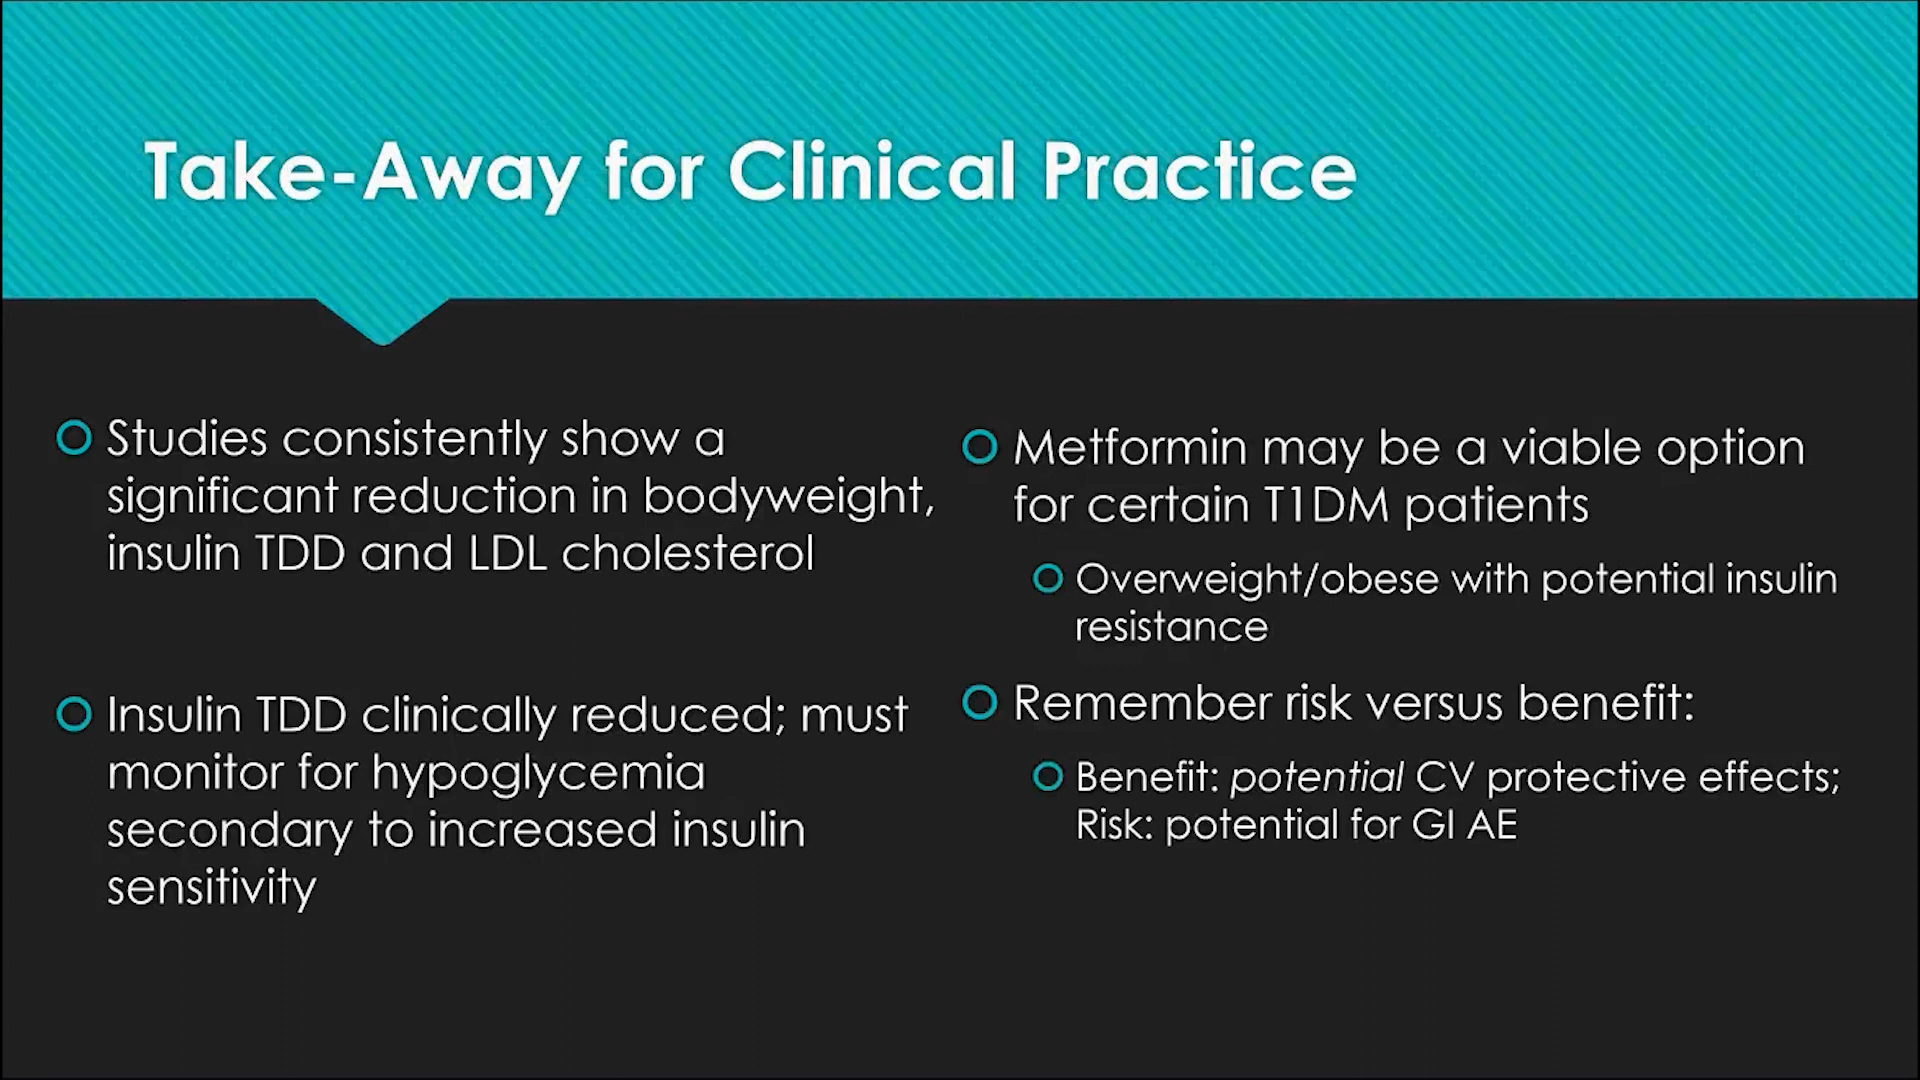 Take-Away for Clinical Practice
Studies consistently show a
significant reduction in bodyweight,
insulin TDD and LDL cholesterol
Insulin TDD clinically reduced; must
monitor for hypoglycemia
secondary to increased insulin
sensitivity
Metformin may be a viable option
for certain T1DM patients
Overweight/obese with potential insulin
resistance
Remember risk versus benefit:
Benefit: potential CV protective effects;
Risk: potential for GI AE